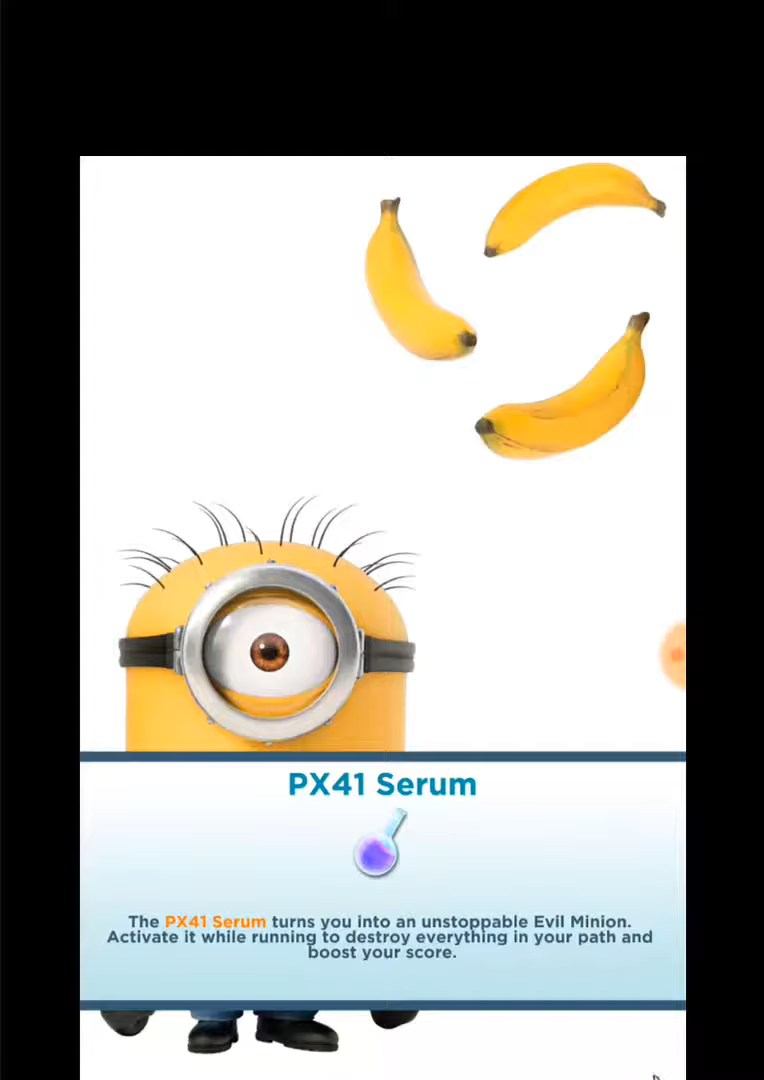 PX41 Serum
The PX41 Serum turns you into an unstoppable Evil Minion.
Activate it while running to destroy everything in your path and
boost your score.